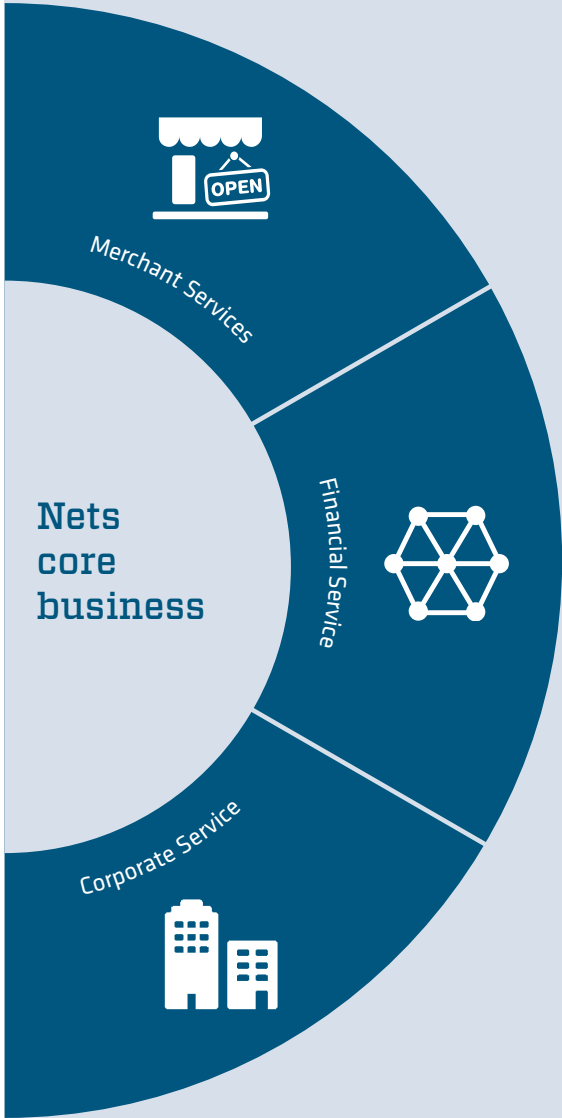 OPEN
Merchant Services
Financial Service
Nets
core
business
Corporate Service